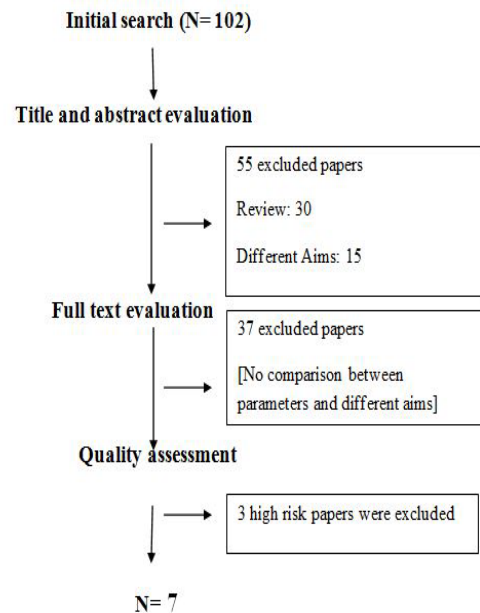 Initial search (N=102)
Title and abstract evaluation
55 excluded papers
Review: 30
Different Aims: 15
Full text evaluation
37 excluded papers
[No comparison between
parameters and different aims]
Quality assessment
3 high risk papers were excluded
N= 7